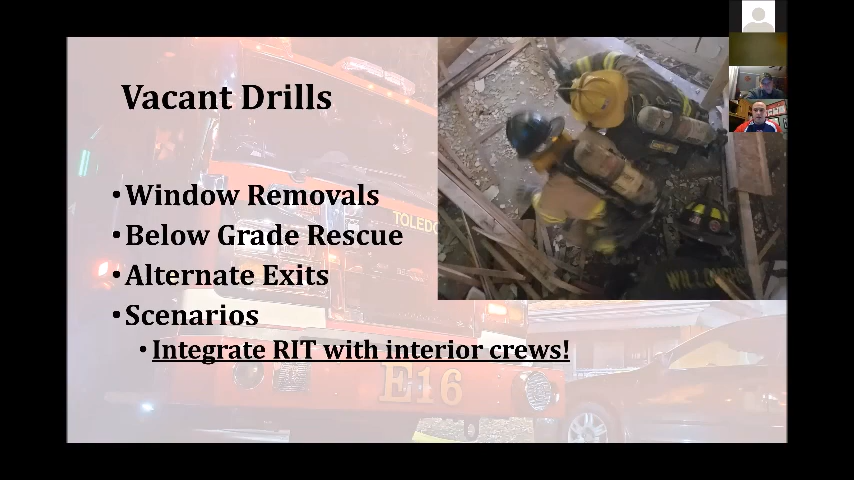 Vacant Drills
•Window Removals
•Below Grade Rescue
•Alternate Exits
•Scenarios
•Integrate RIT with interior crews!
TOLEDO
E16